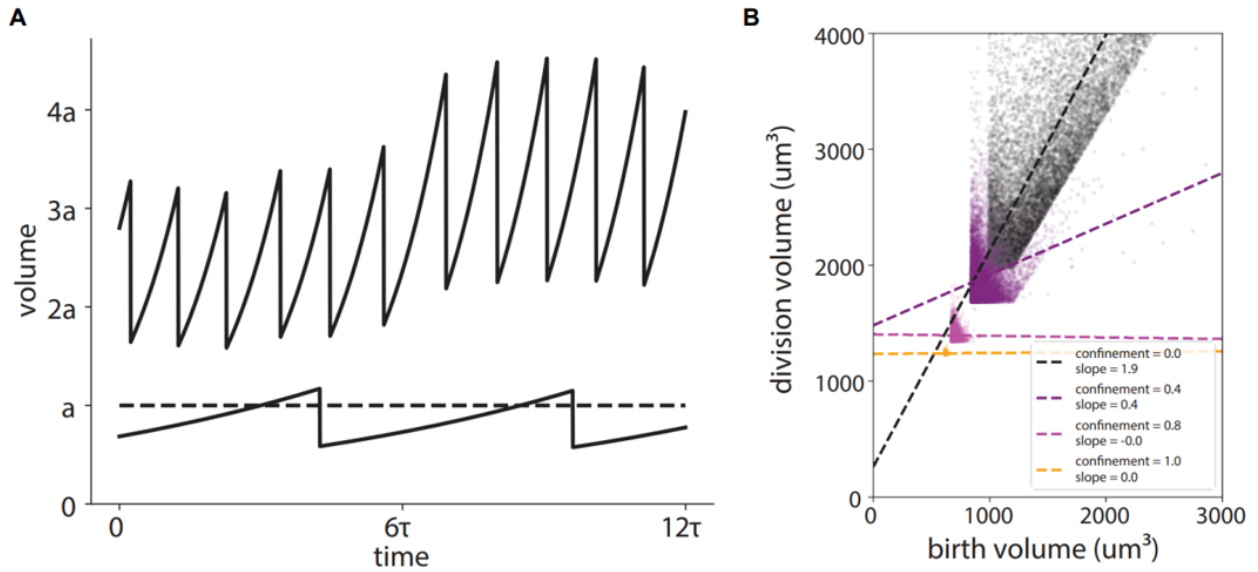 A
volume
4a
3a
2a
a
0
0
6τ
12τ
time
B
division volume (um³)
4000
3000
2000
1000
0
0
1000
2000
3000
birth volume (um³)
confinement = 0.0
slope = 1.9
confinement = 0.4
slope = 0.4
confinement = 0.8
slope = -0.0
confinement = 1.0
slope = 0.0